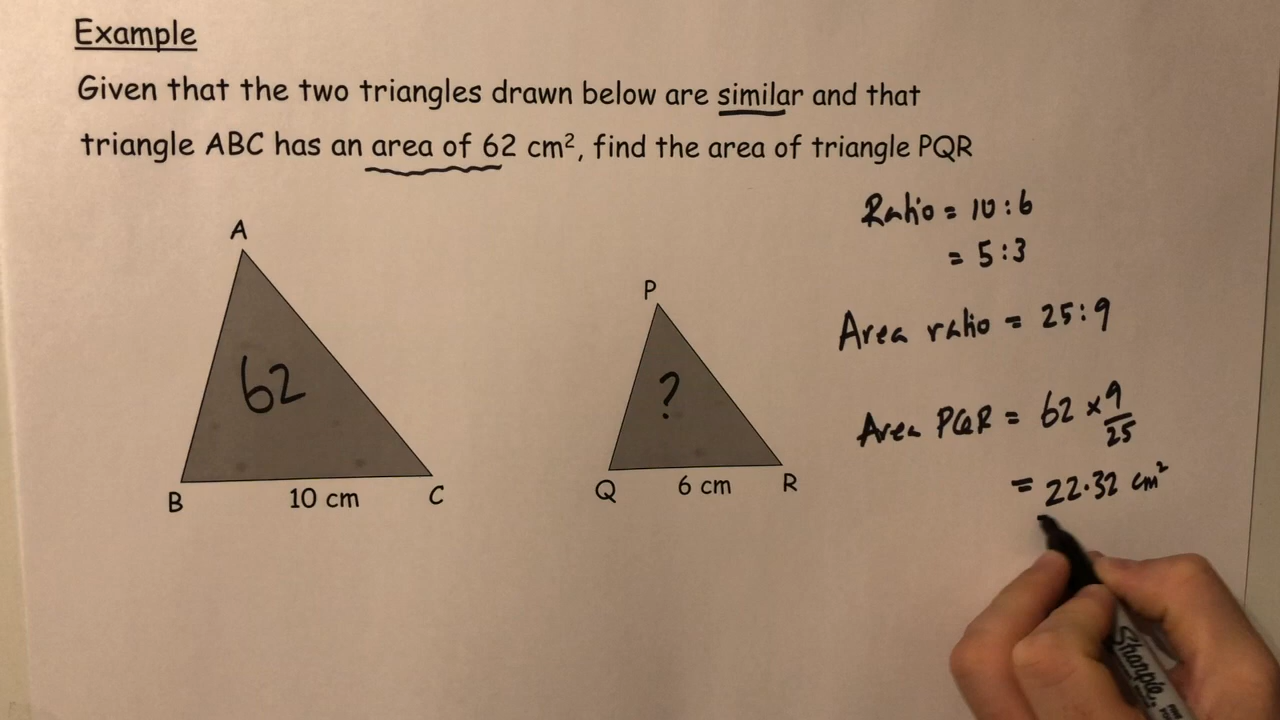 Example
Given that the two triangles drawn below are similar and that
triangle ABC has an area of 62 cm², find the area of triangle PQR
Ratio = 10 : 6
= 5 : 3
Area ratio = 25 : 9
Area PQR = 62 × 9/25
= 22.32 cm²
A
62
B
10 cm
C
P
?
Q
6 cm
R
Sharpie